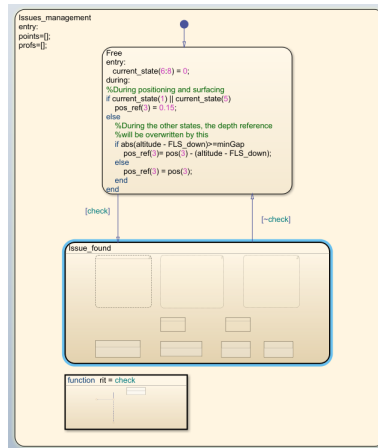 Issues_management
entry:
points=[];
profs=[];
Free
entry:
current_state(6:8) = 0;
during:
%During positioning and surfacing
if current_state(1) || current_state(5)
pos_ref(3) = 0.15;
else
%During the other states, the depth reference
%will be overwritten by this
if abs(altitude - FLS_down)>=minGap
pos_ref(3)= pos(3) - (altitude - FLS_down);
else
pos_ref(3) = pos(3);
end
end
[check]
[~check]
Issue_found
function rit = check